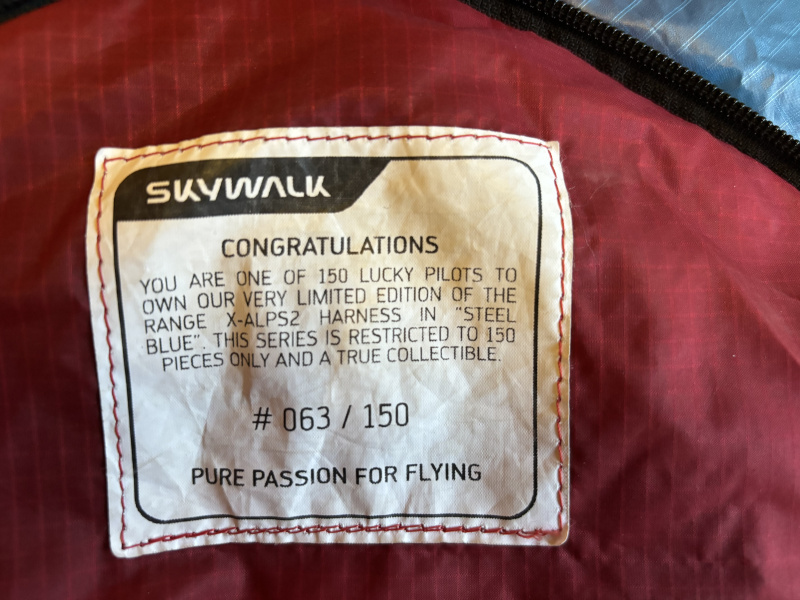 SKYWALK
CONGRATULATIONS
YOU ARE ONE OF 150 LUCKY PILOTS TO
OWN OUR VERY LIMITED EDITION OF THE
RANGE X-ALPS2 HARNESS IN "STEEL
BLUE". THIS SERIES IS RESTRICTED TO 150
PIECES ONLY AND A TRUE COLLECTIBLE.
# 063 / 150
PURE PASSION FOR FLYING